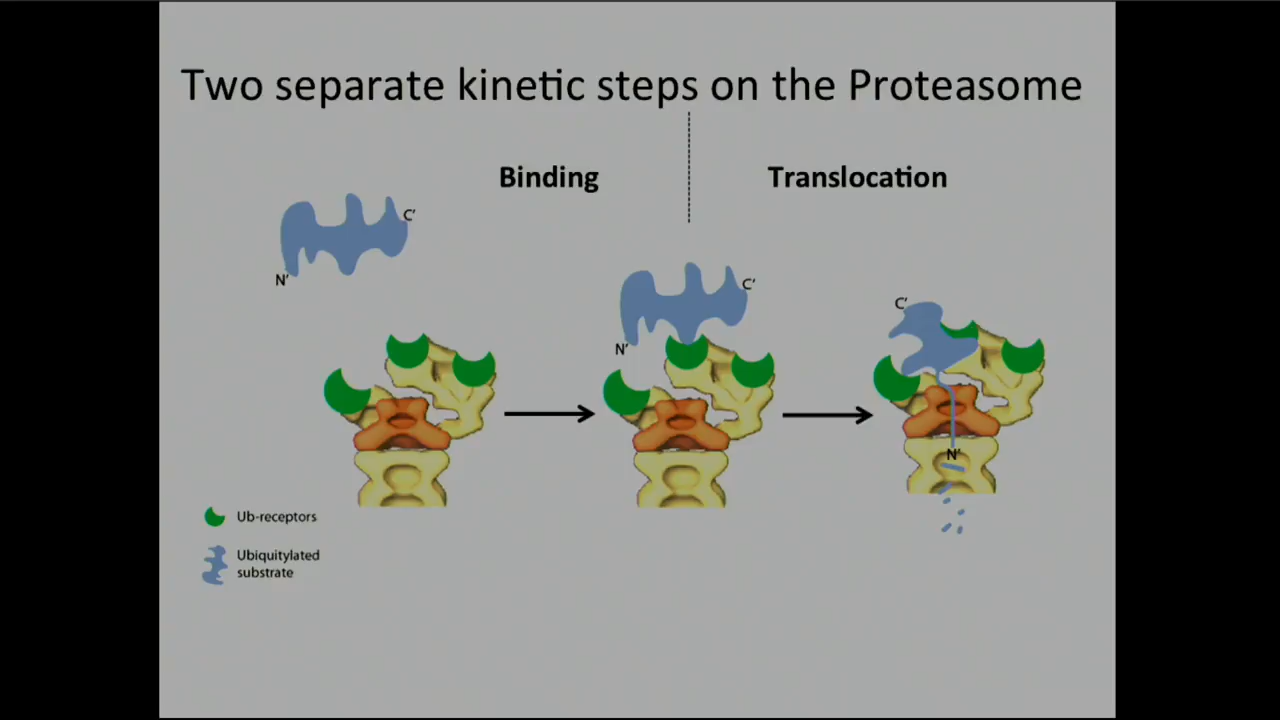 Two separate kinetic steps on the Proteasome
Binding
Translocation
C'
N'
C'
N'
C'
N'
Ub-receptors
Ubiquitylated
substrate